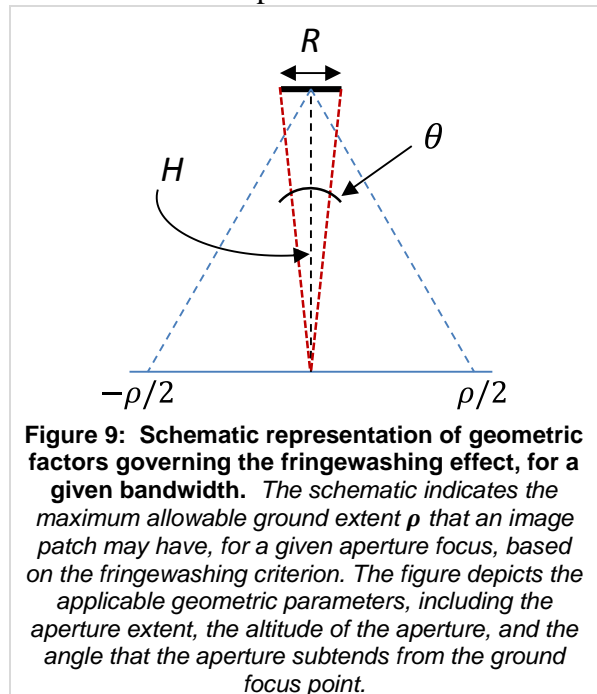 R
θ
H
−ρ/2 ρ/2
Figure 9: Schematic representation of geometric
factors governing the fringewashing effect, for a
given bandwidth. The schematic indicates the
maximum allowable ground extent ρ that an image
patch may have, for a given aperture focus, based
on the fringewashing criterion. The figure depicts the
applicable geometric parameters, including the
aperture extent, the altitude of the aperture, and the
angle that the aperture subtends from the ground
focus point.